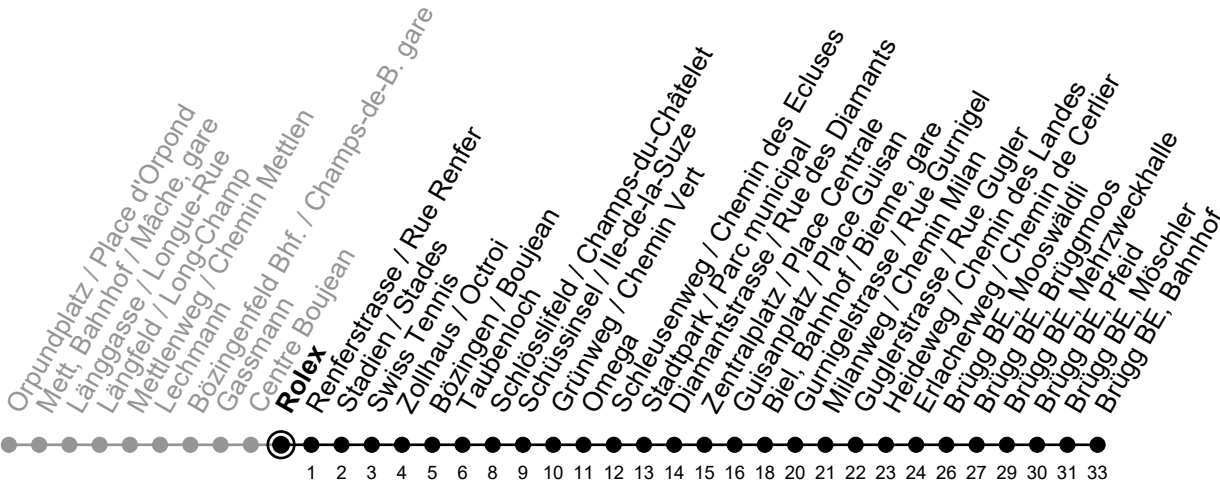 Orpundplatz / Place d'Orpond
Mett, Bahnhof / Mâche, gare
Länggasse / Longue-Rue
Längfeld / Long-Champ
Mettlenweg / Chemin Mettlen
Lechmann
Bözingenfeld Bhf. / Champs-de-B. gare
Gassmann
Centre Boujean
Rolex
Renferstrasse / Rue Renfer
Stadien / Stades
Swiss Tennis
Zollhaus / Octroi
Bözingen / Boujean
Taubenloch
Schlösslifeld / Champs-du-Châtelet
Schüssinsel / Ile-de-la-Suze
Grünweg / Chemin Vert
Omega
Schleusenweg / Chemin des Ecluses
Stadtpark / Parc municipal
Diamantstrasse / Rue des Diamants
Zentralplatz / Place Centrale
Guisanplatz / Place Guisan
Biel, Bahnhof / Bienne, gare
Gurnigelstrasse / Rue Gurnigel
Milanweg / Chemin Milan
Guglerstrasse / Rue Gugler
Heideweg / Chemin des Landes
Erlacherweg / Chemin de Cerlier
Brügg BE, Mooswäldli
Brügg BE, Brüggmoos
Brügg BE, Mehrzweckhalle
Brügg BE, Pfeid
Brügg BE, Möschler
Brügg BE, Bahnhof
1 2 3 4 5 6 8 9 10 11 12 13 14 15 16 18 20 21 22 23 24 26 27 29 30 31 33